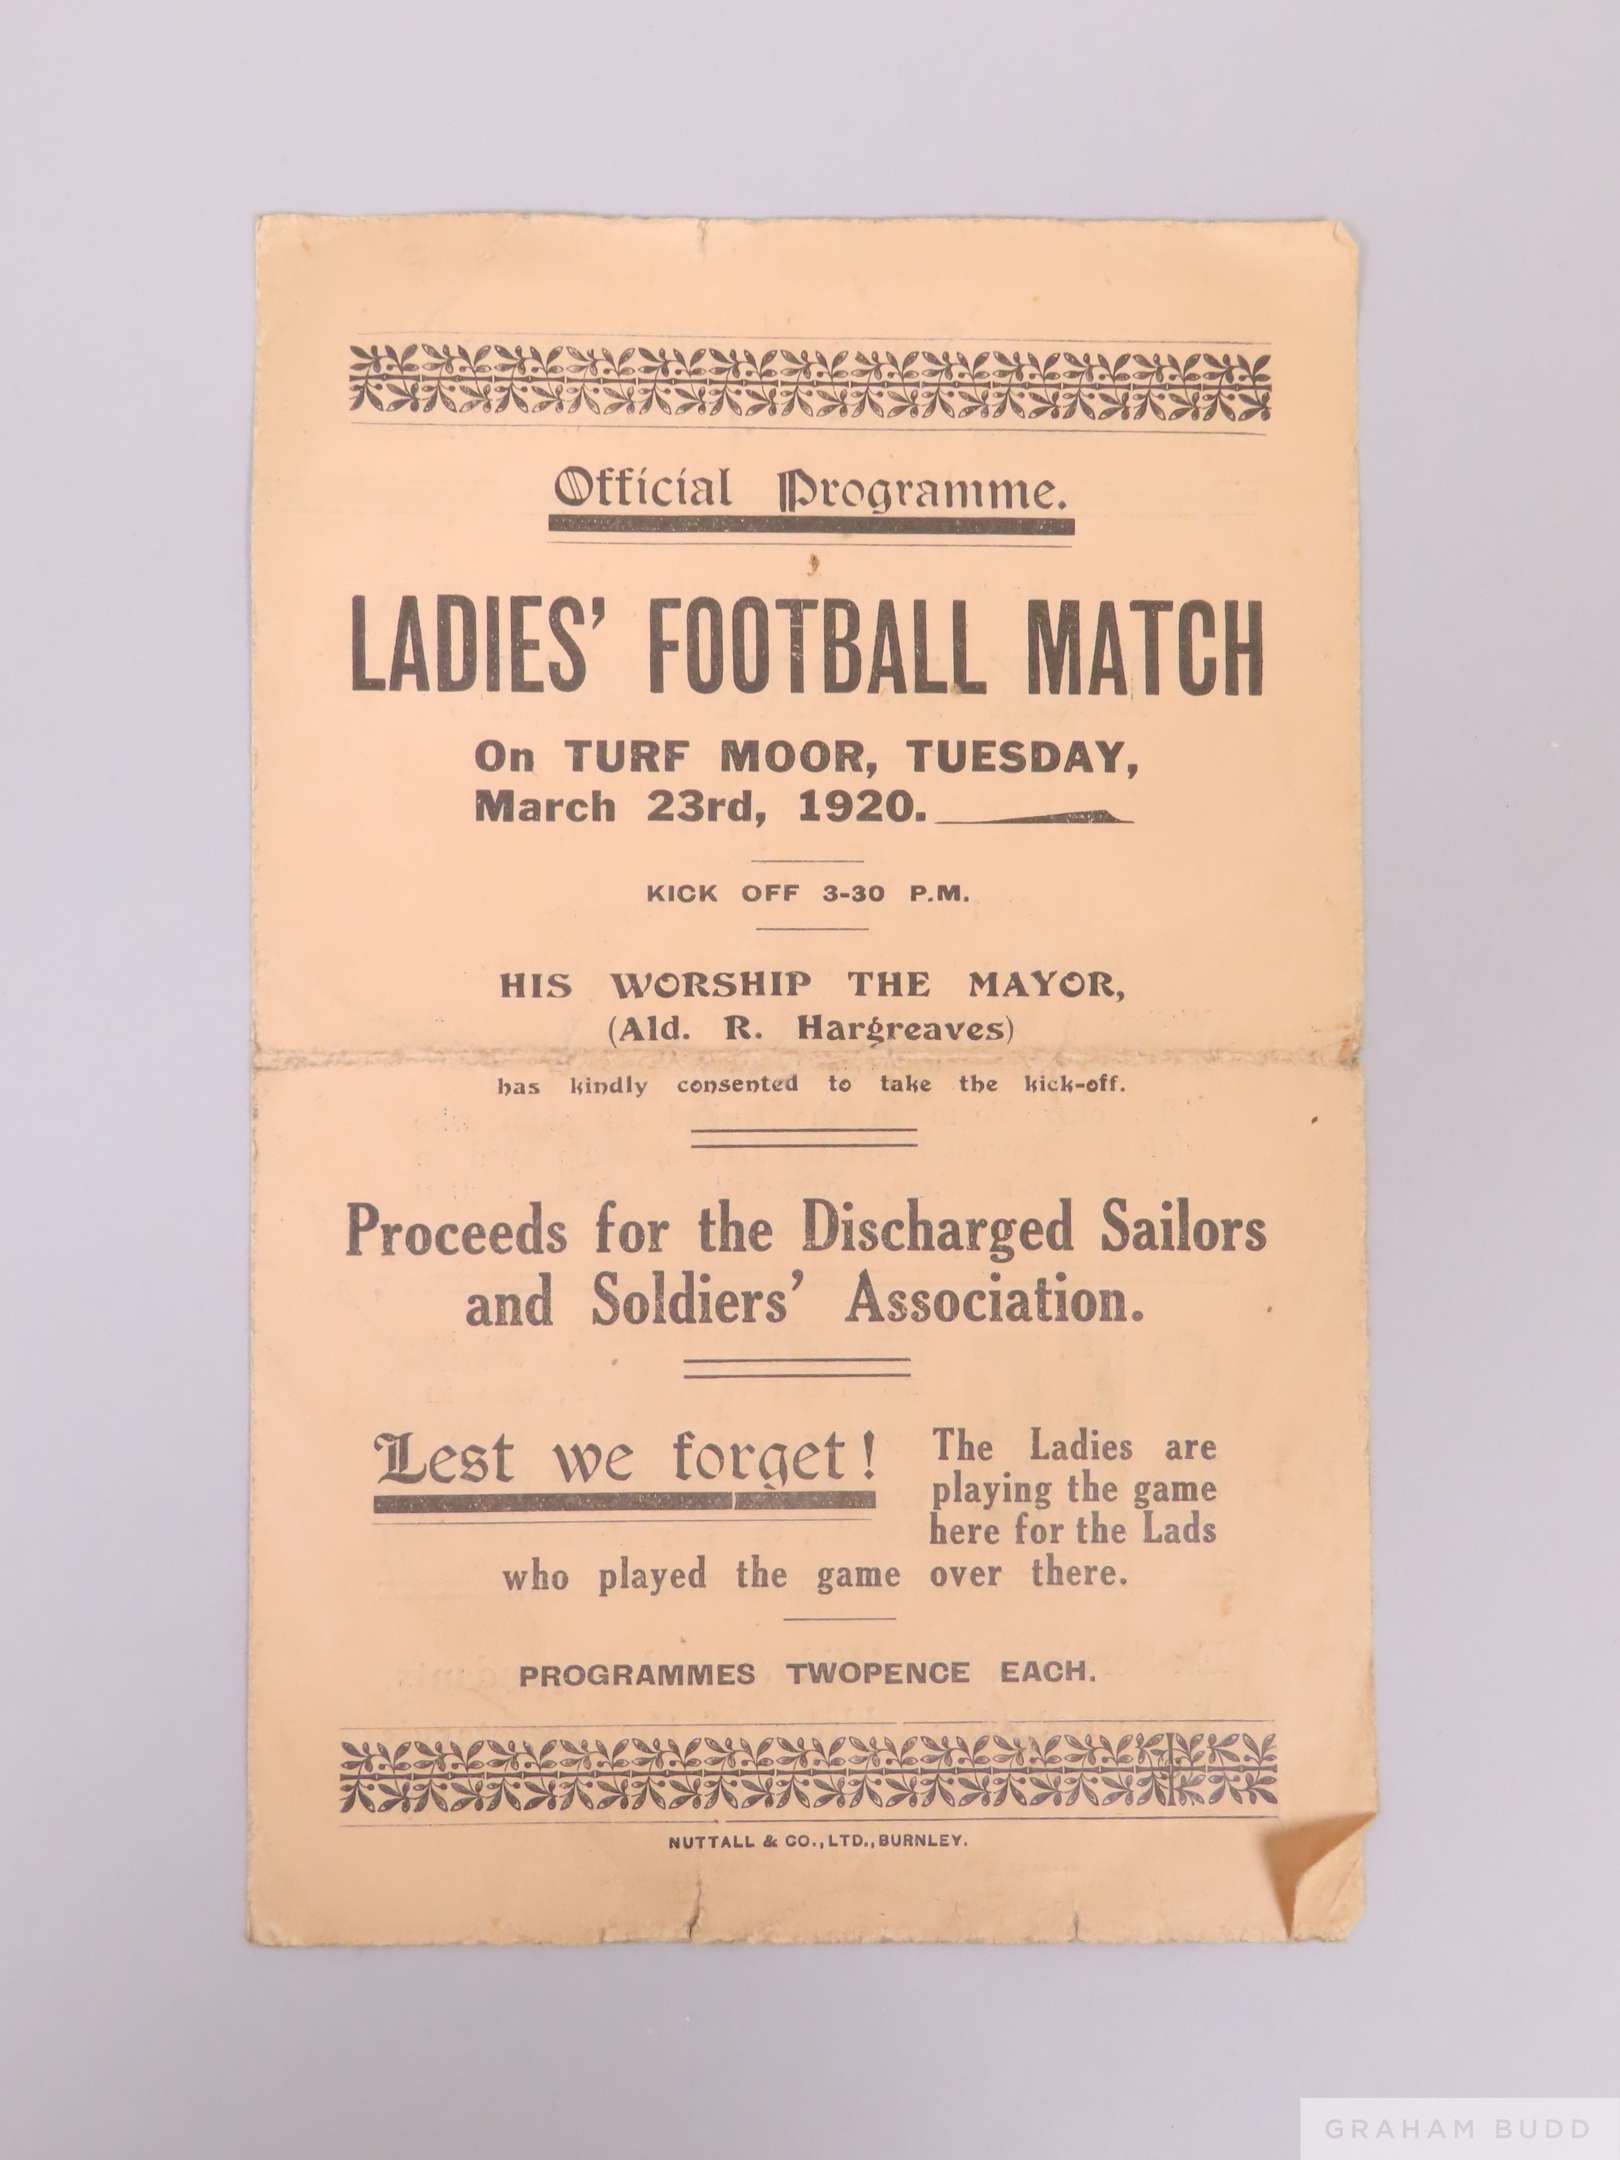 Official Programme.
LADIES' FOOTBALL MATCH
On TURF MOOR, TUESDAY,
March 23rd, 1920.
KICK OFF 3-30 P.M.
HIS WORSHIP THE MAYOR,
(Ald. R. Hargreaves)
has kindly consented to take the kick-off.
Proceeds for the Discharged Sailors
and Soldiers' Association.
Lest we forget! The Ladies are
playing the game
here for the Lads
who played the game over there.
PROGRAMMES TWOPENCE EACH.
NUTTALL & CO., LTD., BURNLEY.
GRAHAM BUDD